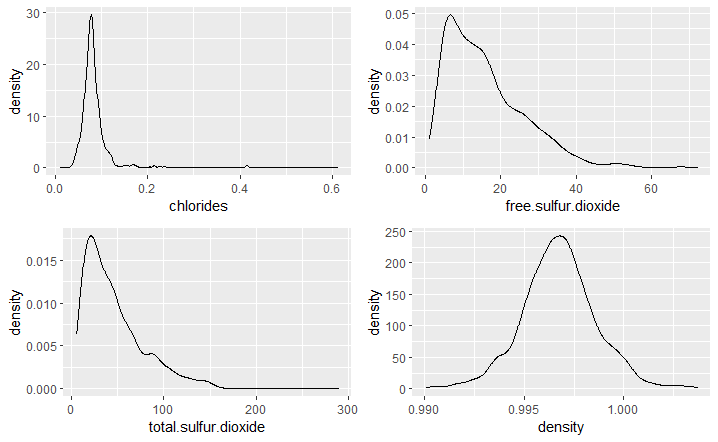 density
30
20
10
0
0.0 0.2 0.4 0.6
chlorides
density
0.05
0.04
0.03
0.02
0.01
0.00
0 20 40 60
free.sulfur.dioxide
density
0.015
0.010
0.005
0.000
0 100 200 300
total.sulfur.dioxide
density
250
200
150
100
50
0
0.990 0.995 1.000
density